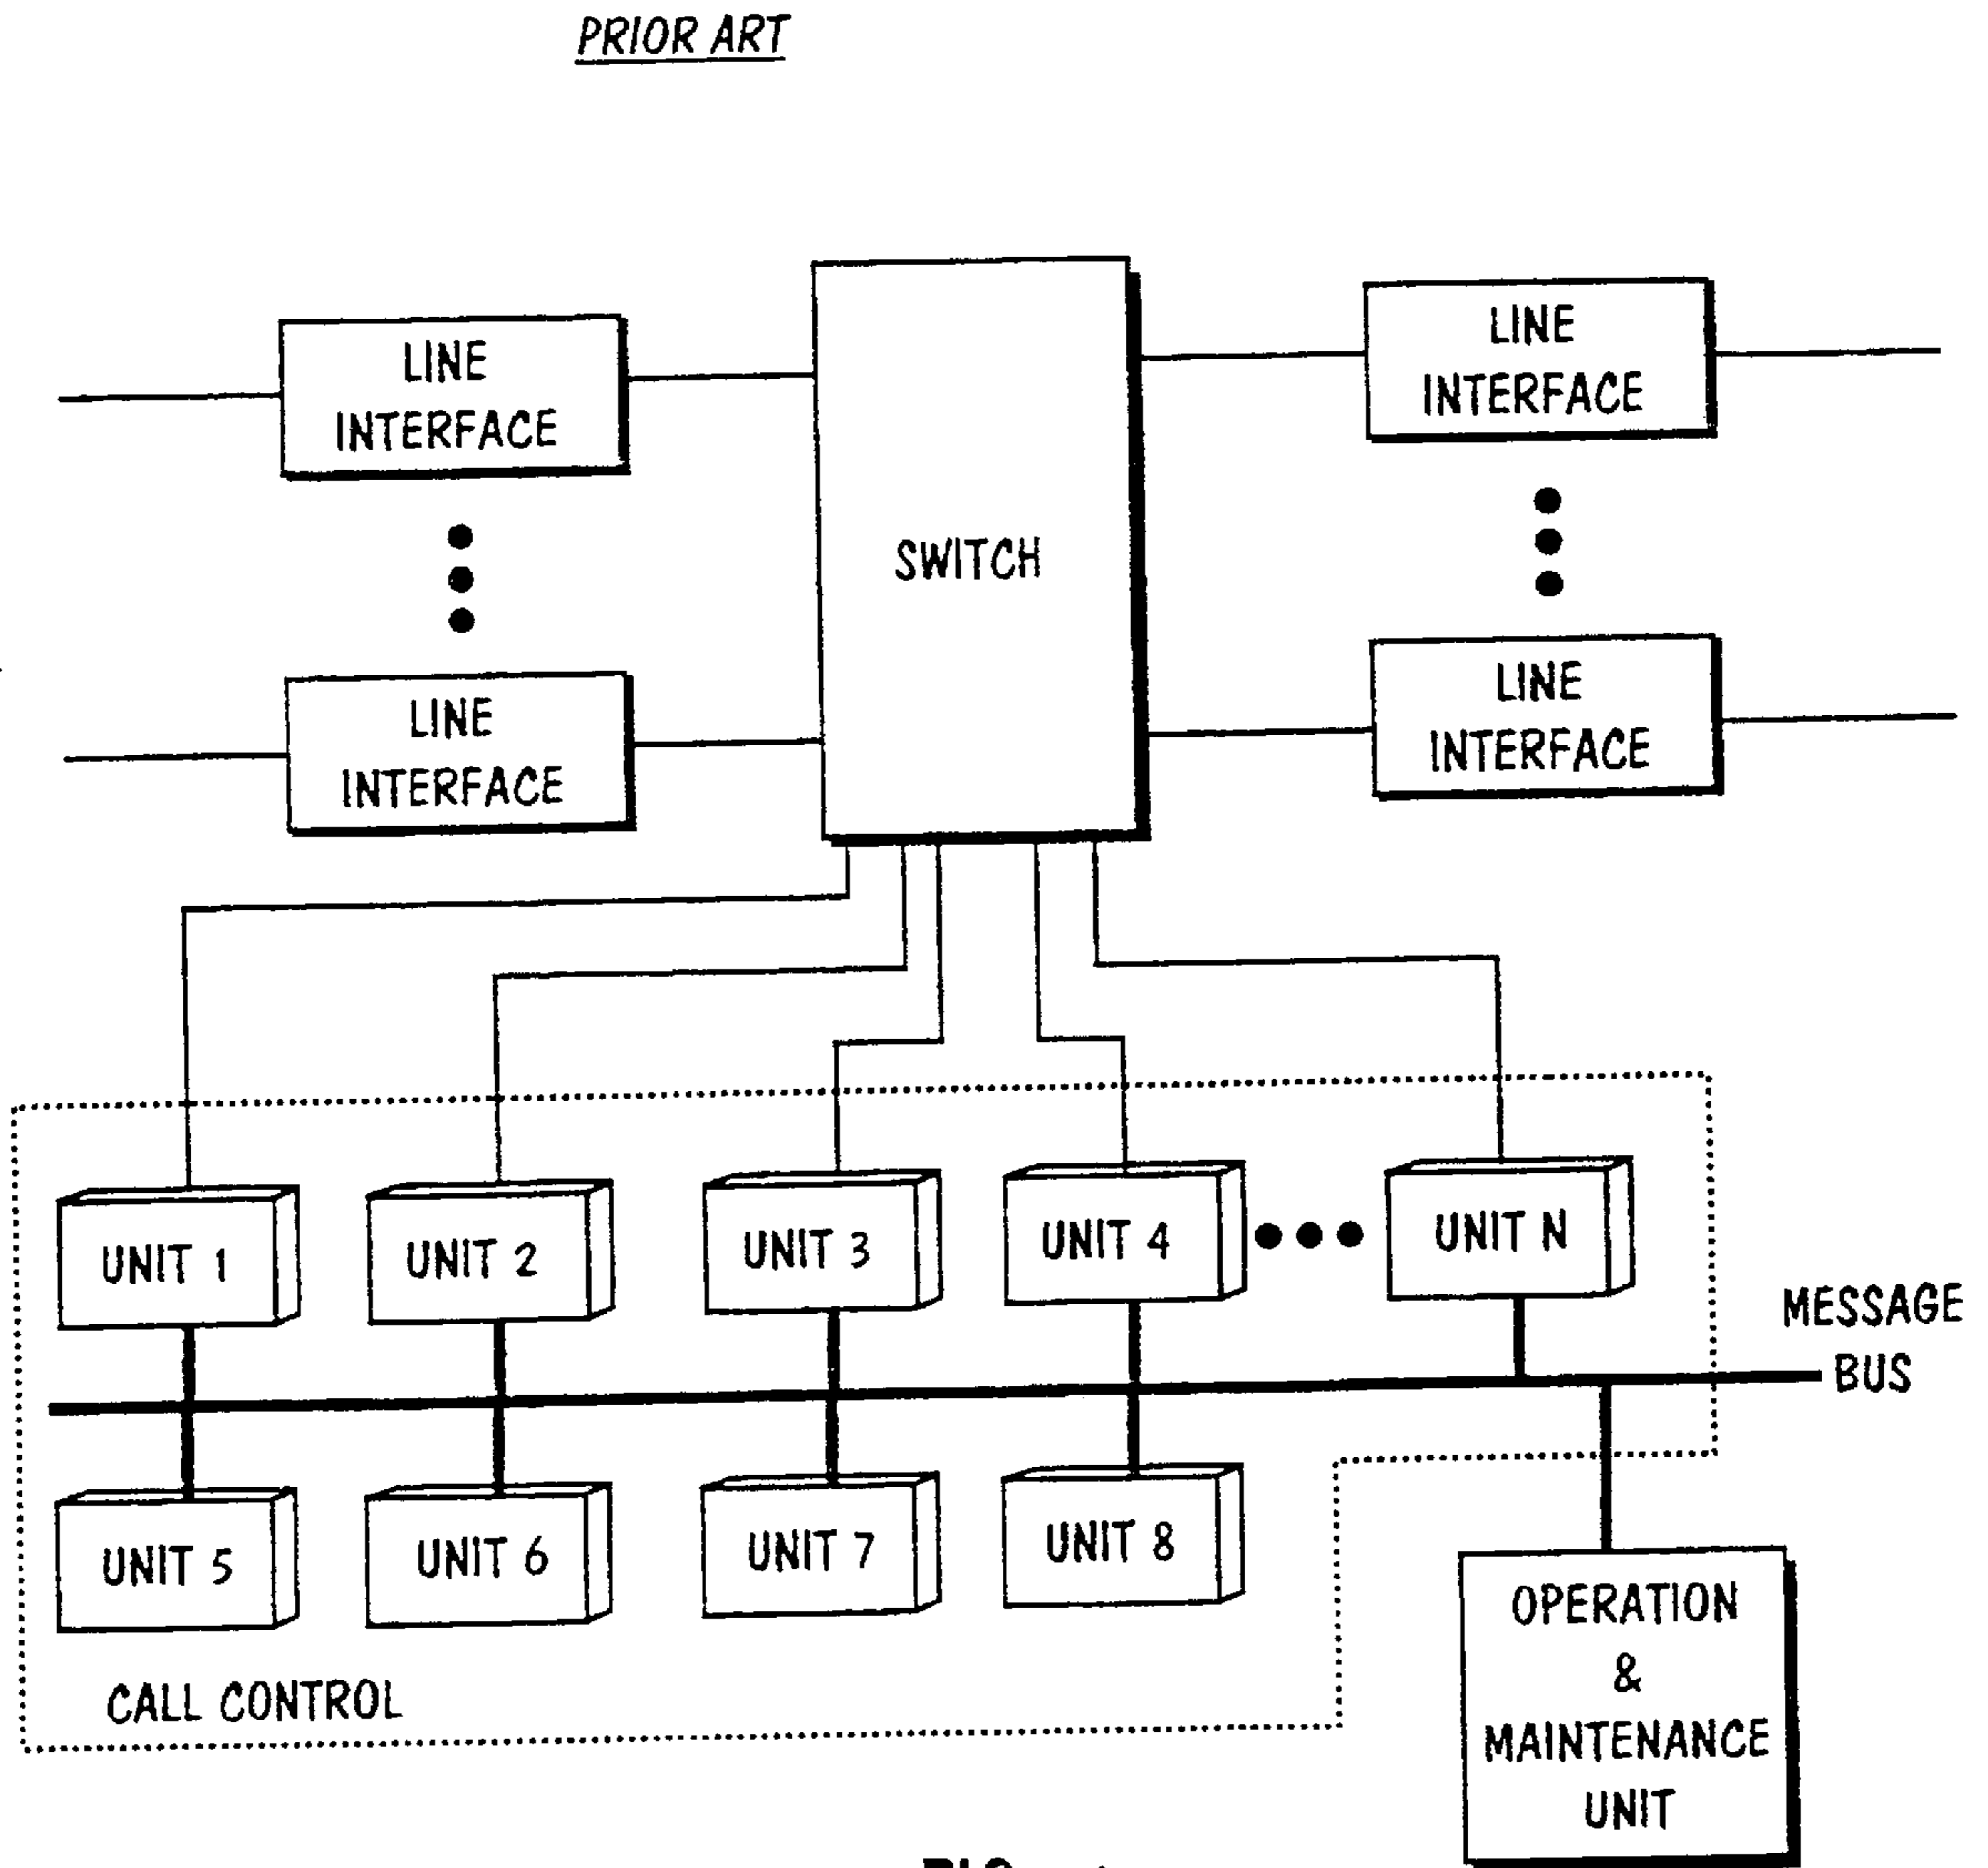 PRIOR ART
LINE
INTERFACE
LINE
INTERFACE
SWITCH
LINE
INTERFACE
LINE
INTERFACE
UNIT 1
UNIT 2
UNIT 3
UNIT 4
UNIT N
MESSAGE
BUS
UNIT 5
UNIT 6
UNIT 7
UNIT 8
CALL CONTROL
OPERATION
&
MAINTENANCE
UNIT